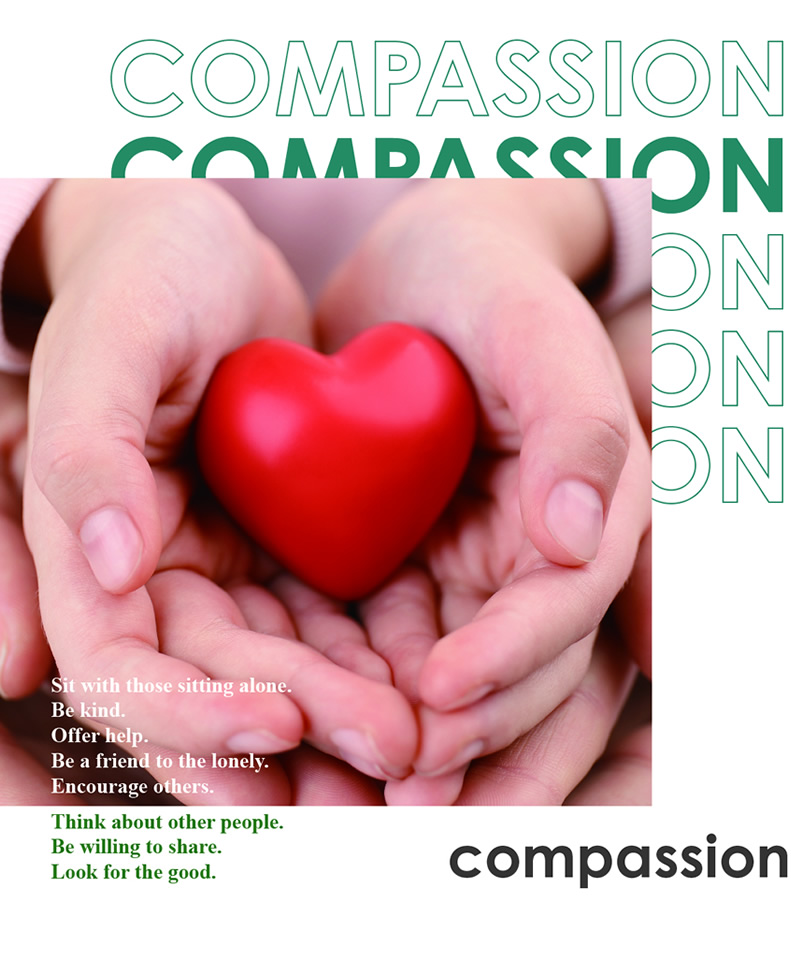 COMPASSION
COMPASSION
ON
ON
ON
Sit with those sitting alone.
Be kind.
Offer help.
Be a friend to the lonely.
Encourage others.
Think about other people.
Be willing to share.
Look for the good.
compassion